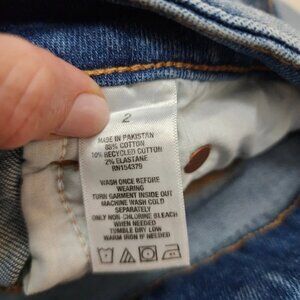 2
MADE IN PAKISTAN
88% COTTON
10% RECYCLED COTTON
2% ELASTANE
RN154379
WASH ONCE BEFORE
WEARING
TURN GARMENT INSIDE OUT
MACHINE WASH COLD
SEPARATELY
ONLY NON-CHLORINE BLEACH
WHEN NEEDED
TUMBLE DRY LOW
WARM IRON IF NEEDED